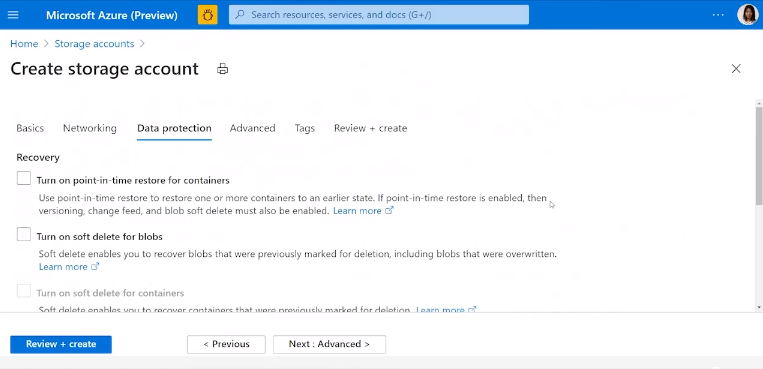 Microsoft Azure (Preview)
Search resources, services, and docs (G+/)
Home > Storage accounts >
Create storage account
Basics Networking Data protection Advanced Tags Review + create
Recovery
Turn on point-in-time restore for containers
Use point-in-time restore to restore one or more containers to an earlier state. If point-in-time restore is enabled, then
versioning, change feed, and blob soft delete must also be enabled. Learn more
Turn on soft delete for blobs
Soft delete enables you to recover blobs that were previously marked for deletion, including blobs that were overwritten.
Learn more
Turn on soft delete for containers
Soft delete enables you to recover containers that were previously marked for deletion. Learn more
Review + create < Previous Next : Advanced >